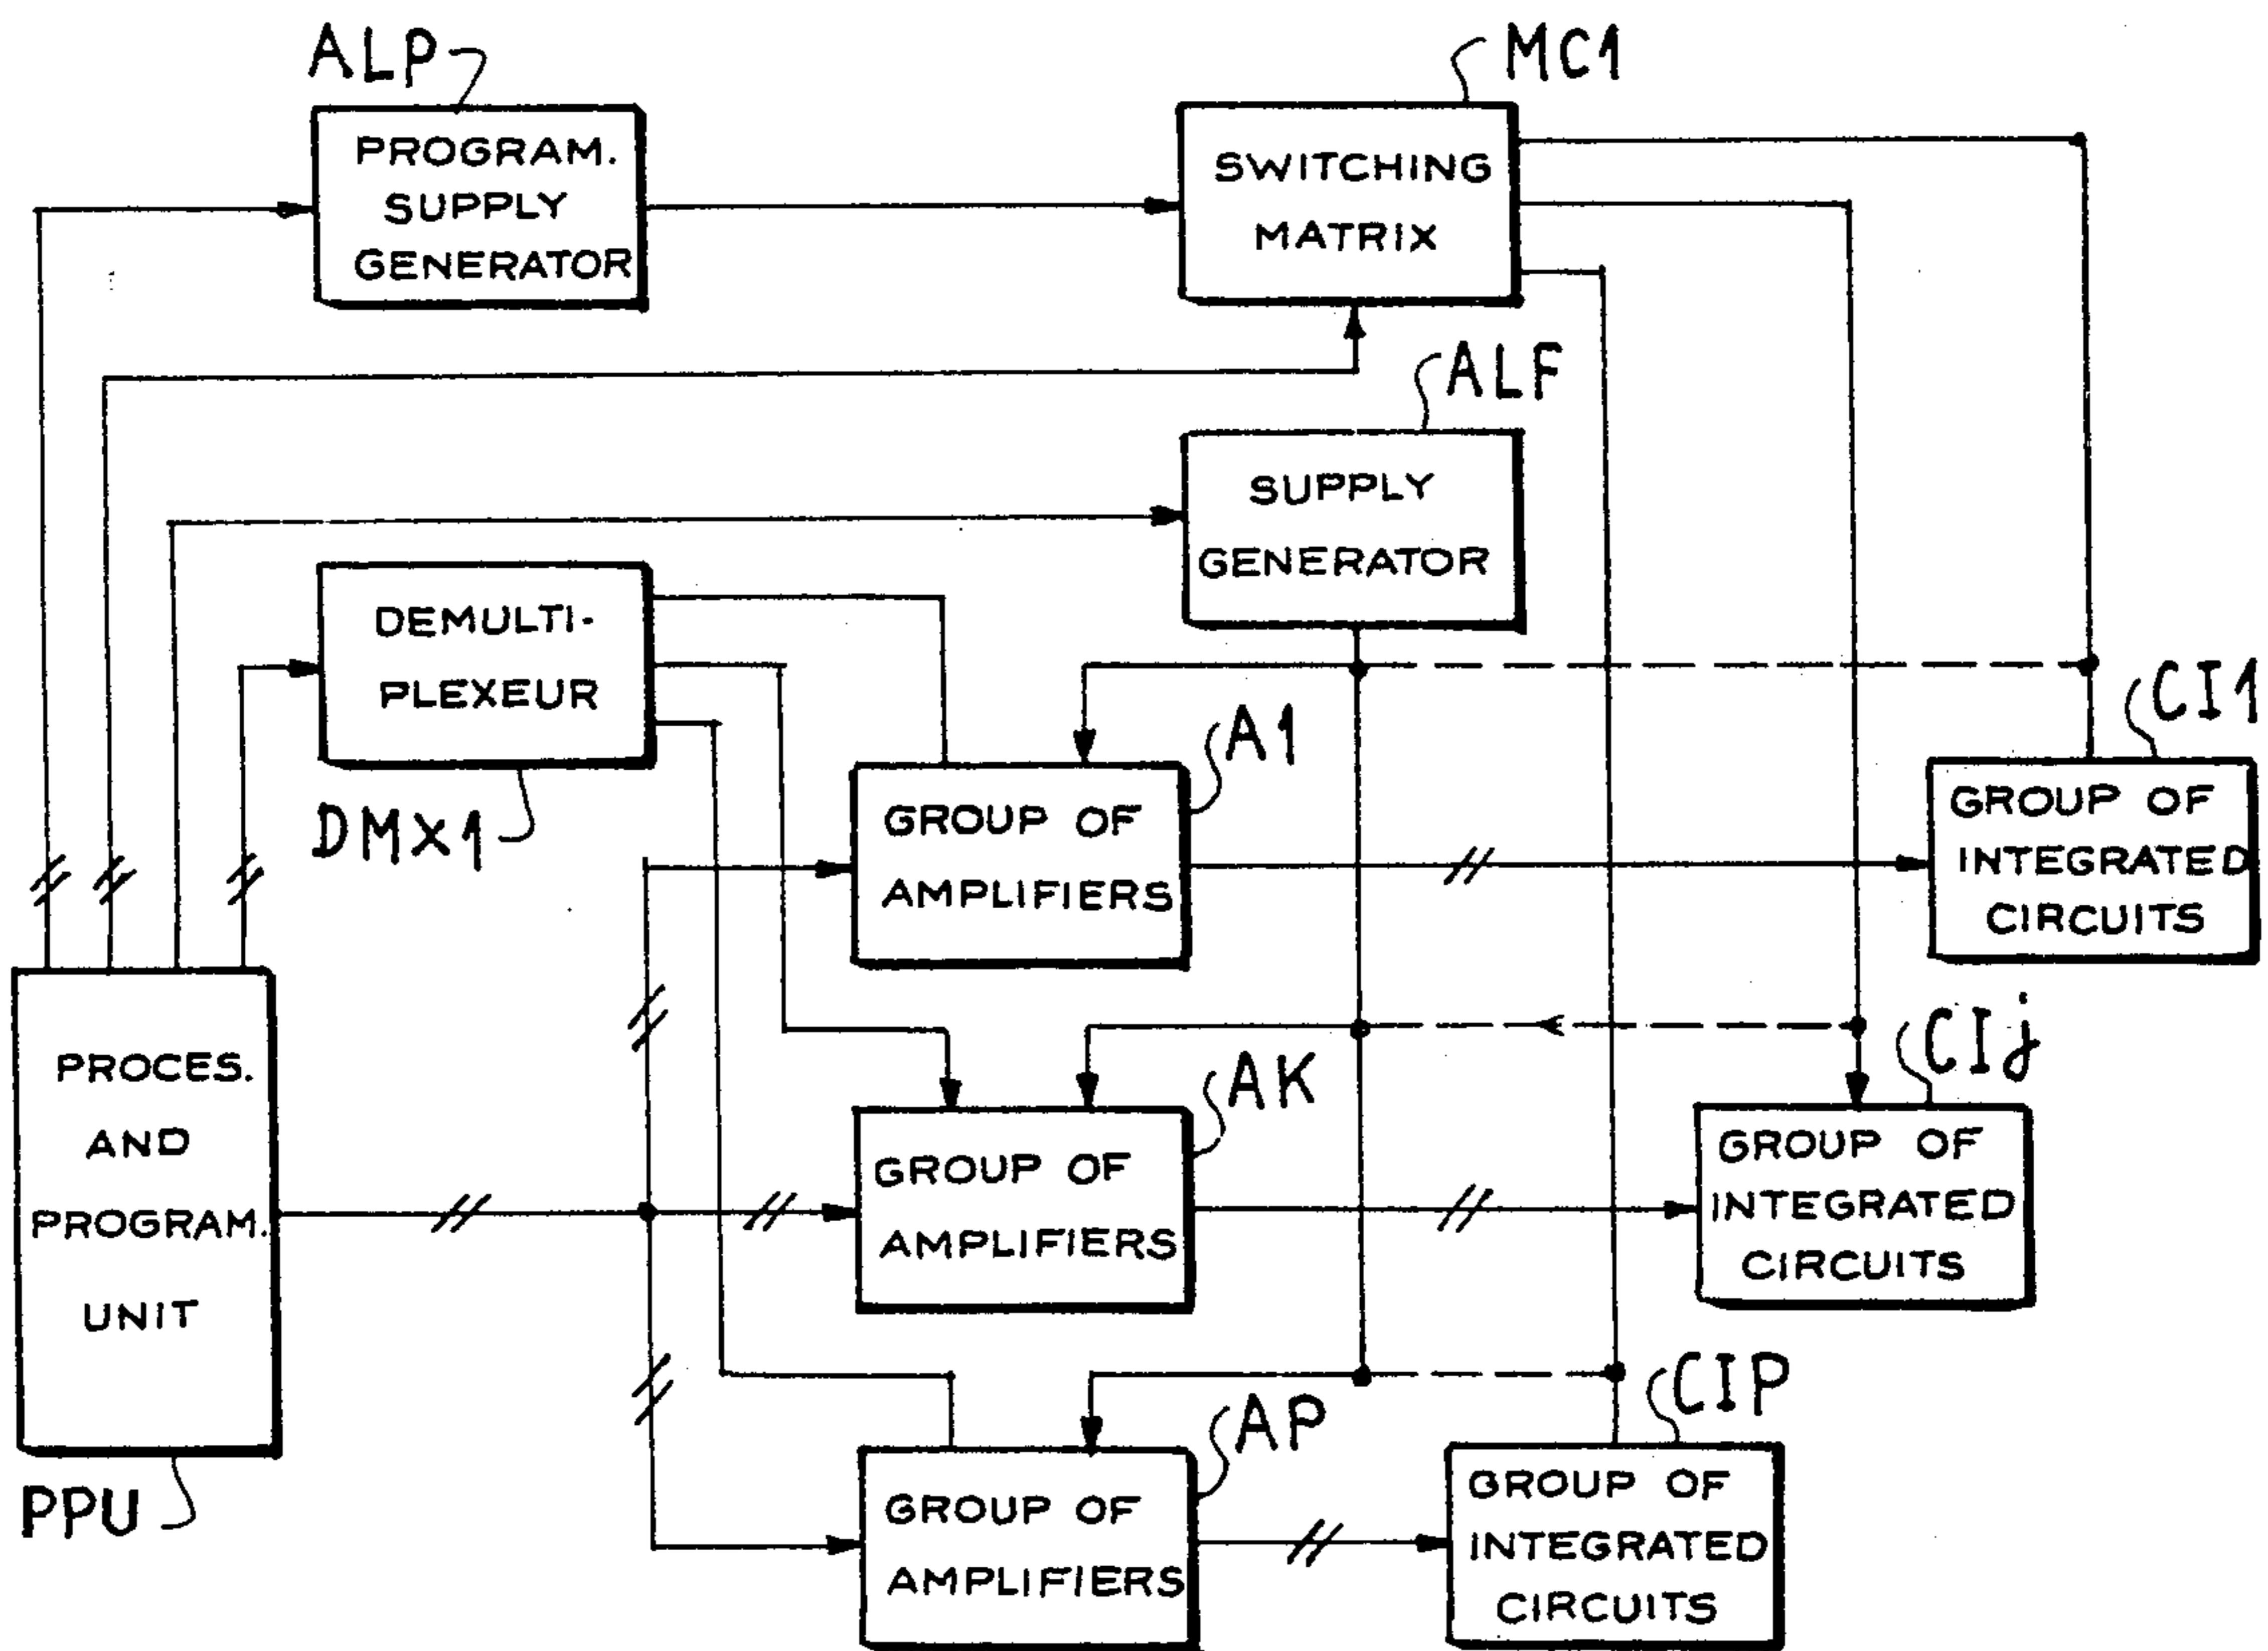 ALP
PROGRAM.
SUPPLY
GENERATOR
MC1
SWITCHING
MATRIX
ALF
SUPPLY
GENERATOR
DEMULTI-
PLEXEUR
DMX1
A1
GROUP OF
AMPLIFIERS
CI1
GROUP OF
INTEGRATED
CIRCUITS
PROCES.
AND
PROGRAM.
UNIT
PPU
AK
GROUP OF
AMPLIFIERS
CIj
GROUP OF
INTEGRATED
CIRCUITS
AP
GROUP OF
AMPLIFIERS
CIP
GROUP OF
INTEGRATED
CIRCUITS